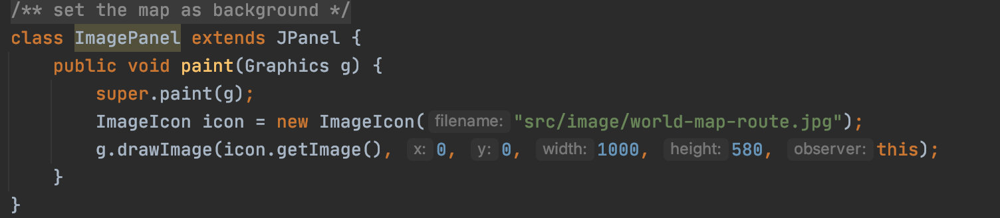 /** set the map as background */
class ImagePanel extends JPanel {
    public void paint(Graphics g) {
        super.paint(g);
        ImageIcon icon = new ImageIcon( filename: "src/image/world-map-route.jpg");
        g.drawImage(icon.getImage(), x: 0, y: 0, width: 1000, height: 580, observer: this);
    }
}